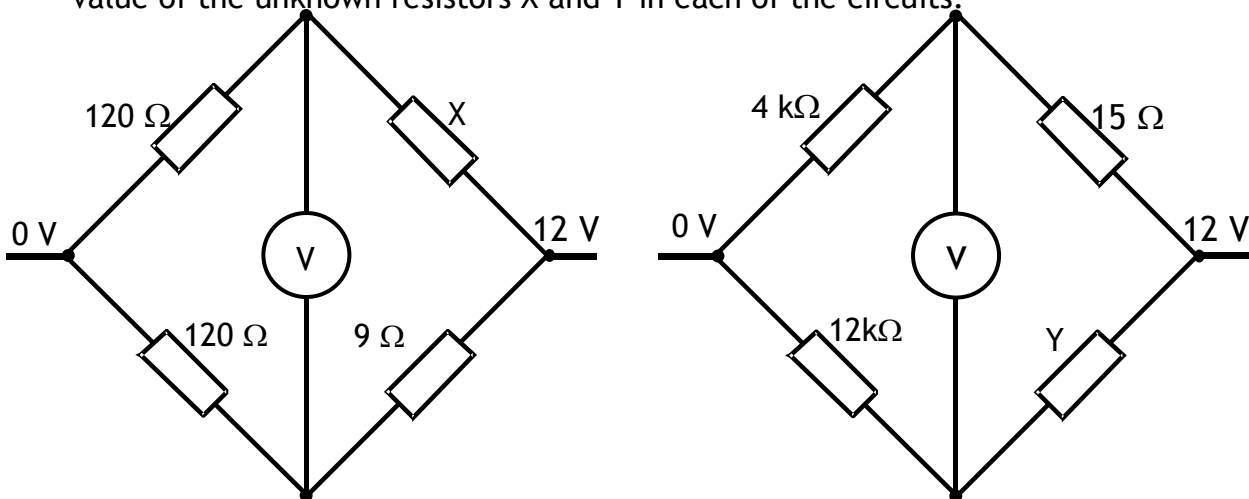 value of the unknown resistors X and Y in each of the circuits.
120 Ω
X
0 V
V
12 V
120 Ω
9 Ω
4 kΩ
15 Ω
0 V
V
12 V
12kΩ
Y